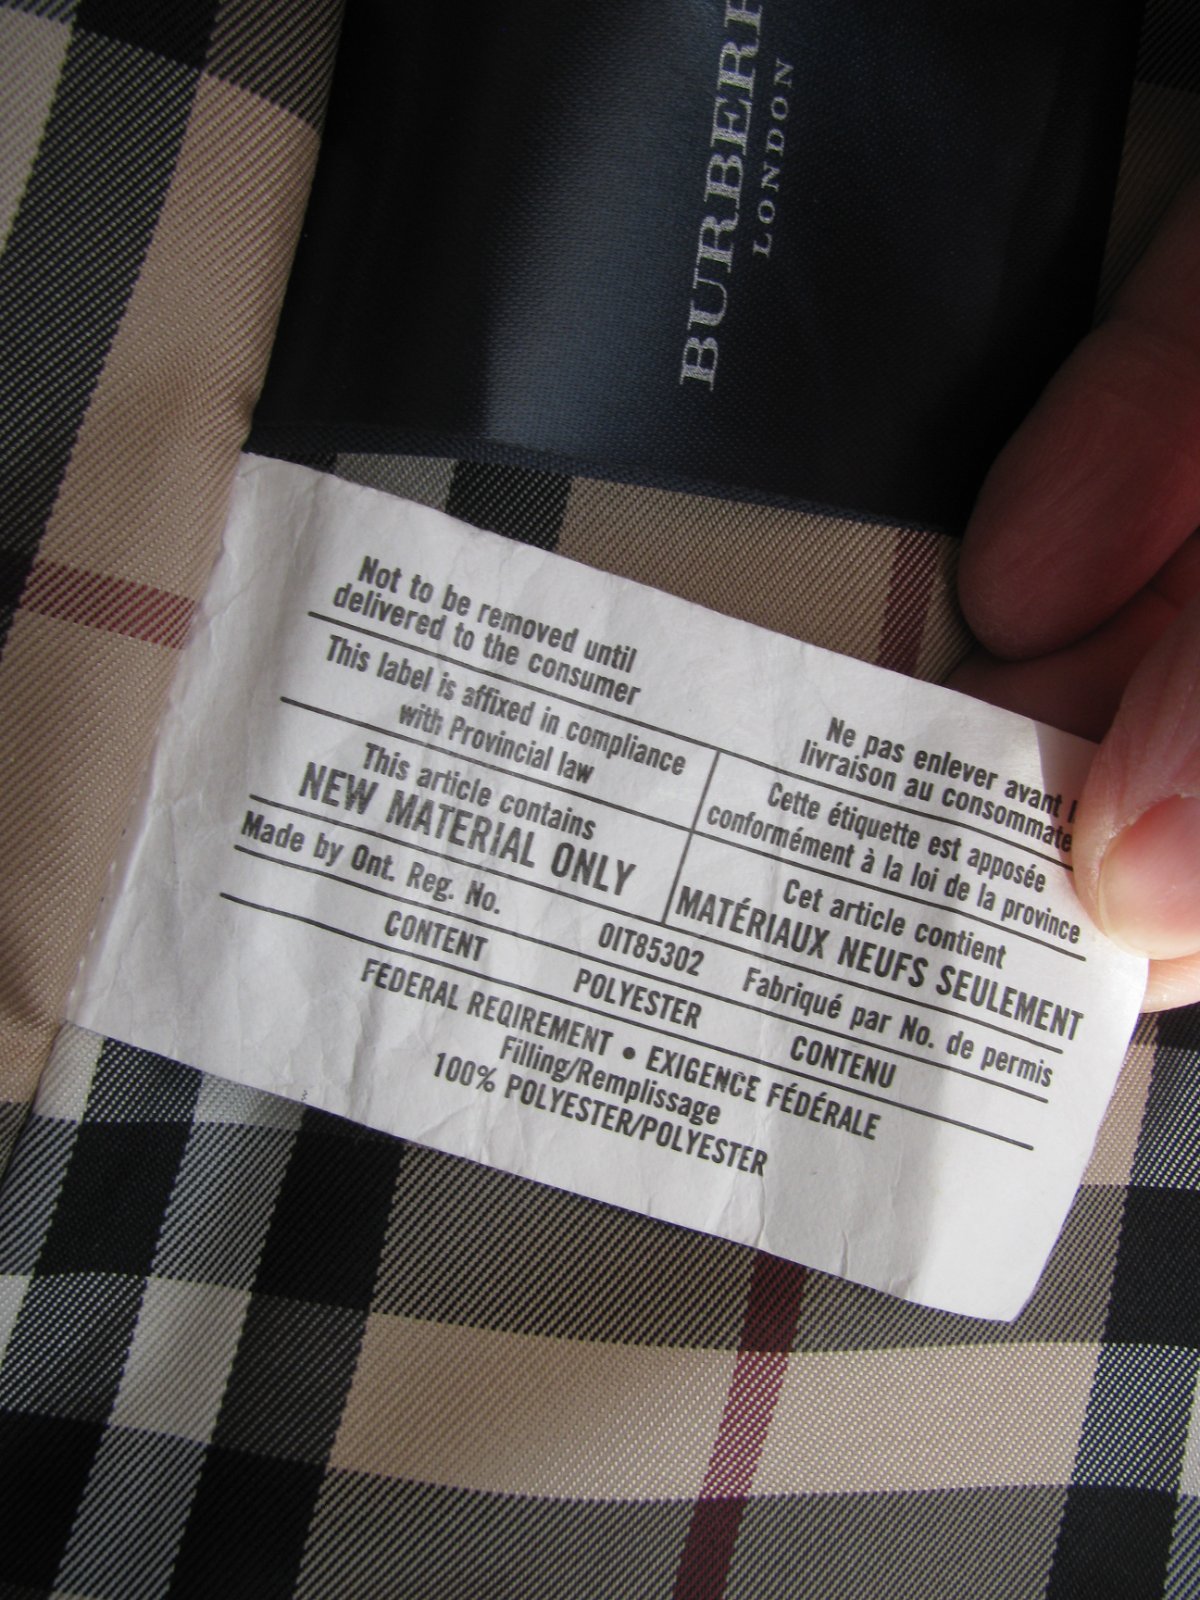 LONDON
Not to be removed until
delivered to the consumer
Ne pas enlever avant
livraison au
This label is affixed in compliance
with Provincial law
Cette étiquette est apposée
conformément à la loi de la province
This article contains
NEW MATERIAL ONLY
Cet article contient
MATÉRIAUX NEUFS SEULEMENT
Made by Ont. Reg. No. 0IT85302 Fabriqué par No. de permis
CONTENT POLYESTER CONTENU
FEDERAL REQIREMENT • EXIGENCE FÉDÉRALE
Filling/Remplissage
100% POLYESTER/POLYESTER